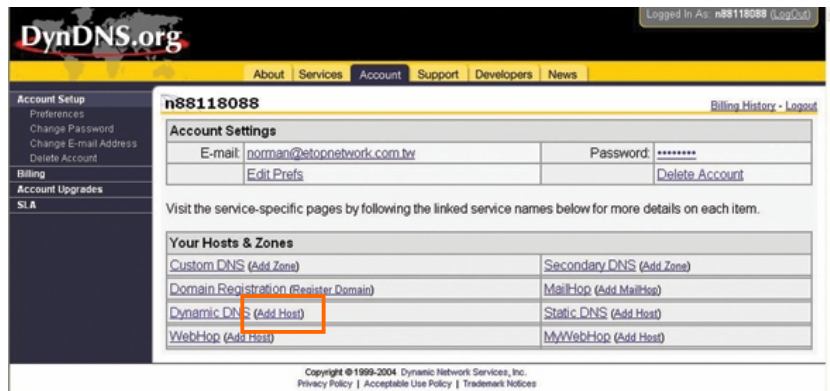 Logged In As: n88118088 (LogOut)
DynDNS.org
About Services Account Support Developers News
Account Setup
Preferences
Change Password
Change E-mail Address
Delete Account
Billing
Account Upgrades
SLA
n88118088 Billing History - Logout
Account Settings
E-mail: norman@etopnetwork.com.tw Password: ••••••••
Edit Prefs Delete Account
Visit the service-specific pages by following the linked service names below for more details on each item.
Your Hosts & Zones
Custom DNS (Add Zone) Secondary DNS (Add Zone)
Domain Registration (Register Domain) MailHop (Add MailHop)
Dynamic DNS (Add Host) Static DNS (Add Host)
WebHop (Add Host) MyWebHop (Add Host)
Copyright © 1999-2004 Dynamic Network Services, Inc.
Privacy Policy | Acceptable Use Policy | Trademark Notices